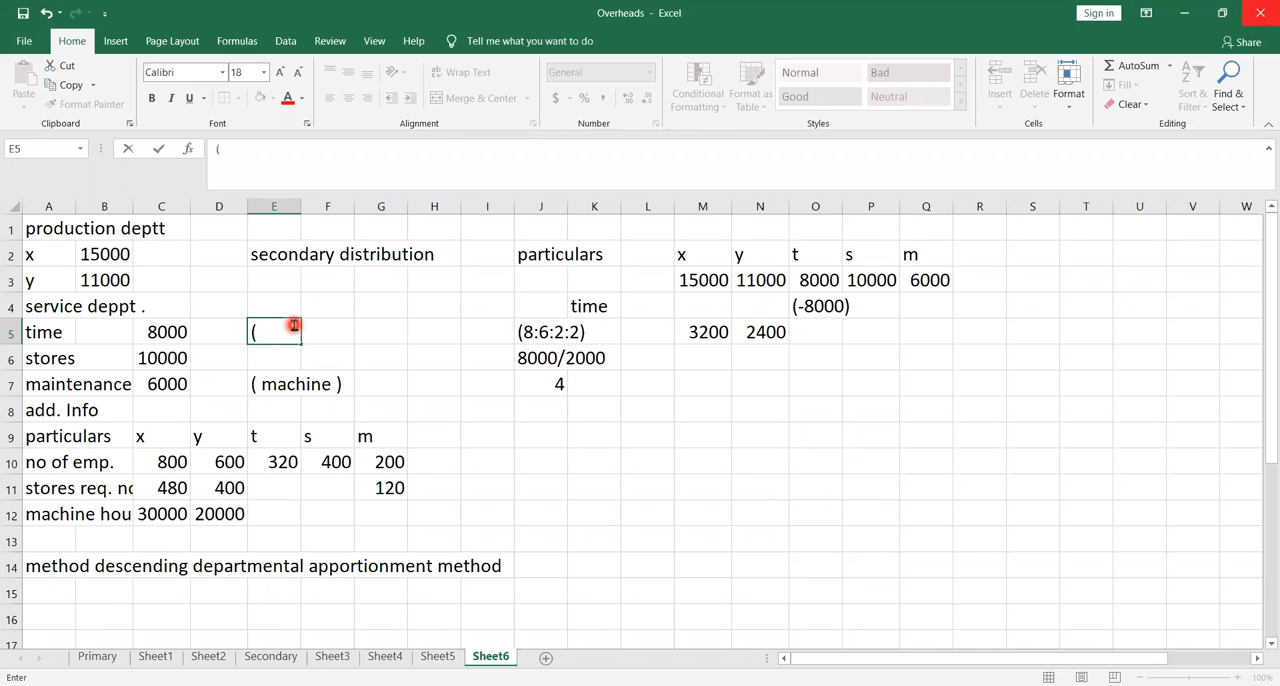 Overheads - Excel
Sign in
File Home Insert Page Layout Formulas Data Review View Help Tell me what you want to do Share
Paste Cut Copy Format Painter
Clipboard
Calibri 18
B I U
Font
Wrap Text
Merge & Center
Alignment
General
$ % ,
Number
Conditional Formatting Format as Table
Normal Bad
Good Neutral
Styles
Insert Delete Format
Cells
AutoSum
Fill
Clear
Sort & Filter Find & Select
Editing
E5 fx (
A B C D E F G H I J K L M N O P Q R S T U V W
1 production deptt
2 x 15000 secondary distribution particulars x y t s m
3 y 11000 15000 11000 8000 10000 6000
4 service deppt . time (-8000)
5 time 8000 ( (8:6:2:2) 3200 2400
6 stores 10000 8000/2000
7 maintenance 6000 ( machine ) 4
8 add. Info
9 particulars x y t s m
10 no of emp. 800 600 320 400 200
11 stores req. no 480 400 120
12 machine hou 30000 20000
13
14 method descending departmental apportionment method
15
16
17
Primary Sheet1 Sheet2 Secondary Sheet3 Sheet4 Sheet5 Sheet6
Enter 100%